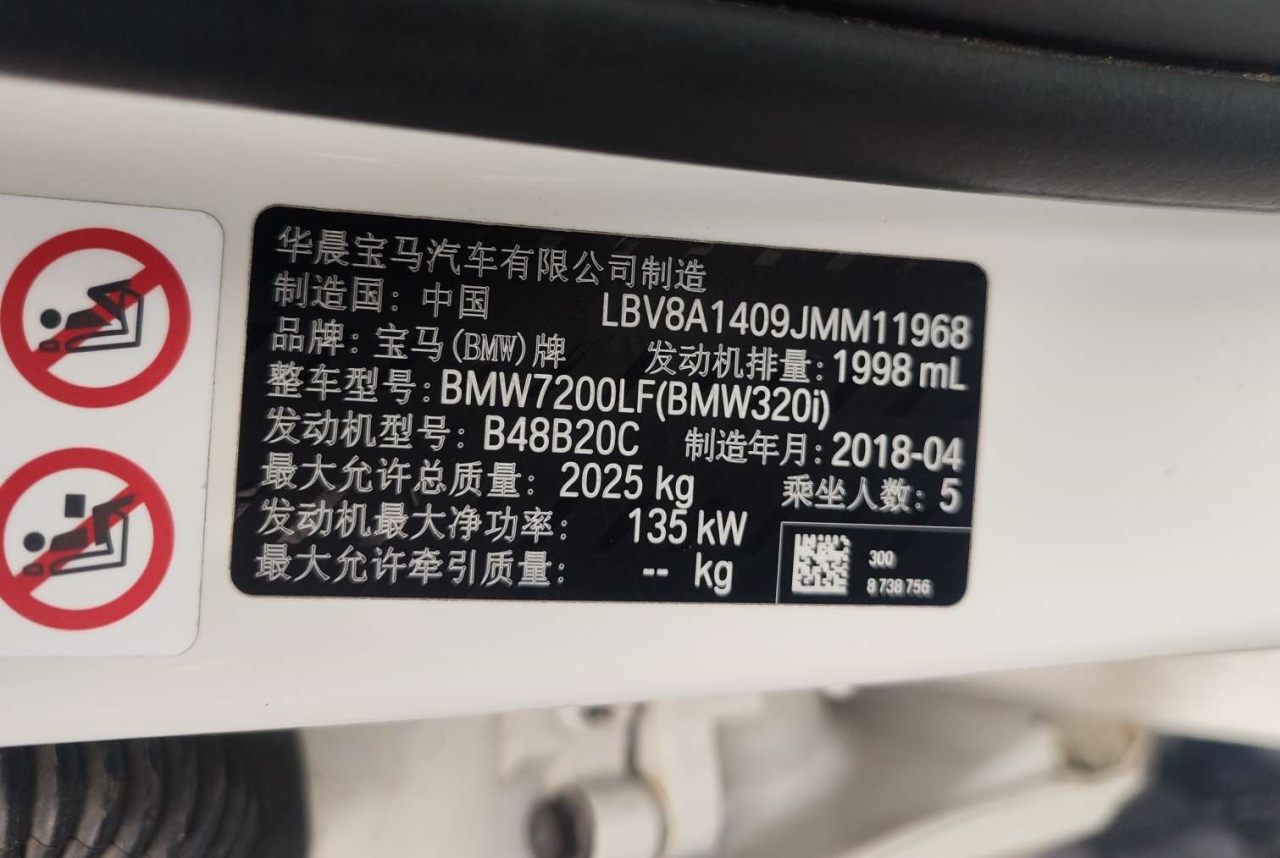 华晨宝马汽车有限公司制造
制造国：中国 LBV8A1409JMM11968
品牌：宝马(BMW)牌 发动机排量：1998 mL
整车型号：BMW7200LF(BMW320i)
发动机型号：B48B20C 制造年月：2018-04
最大允许总质量：2025 kg 乘坐人数：5
发动机最大净功率：135 kW
最大允许牵引质量：-- kg
300
8 738 756